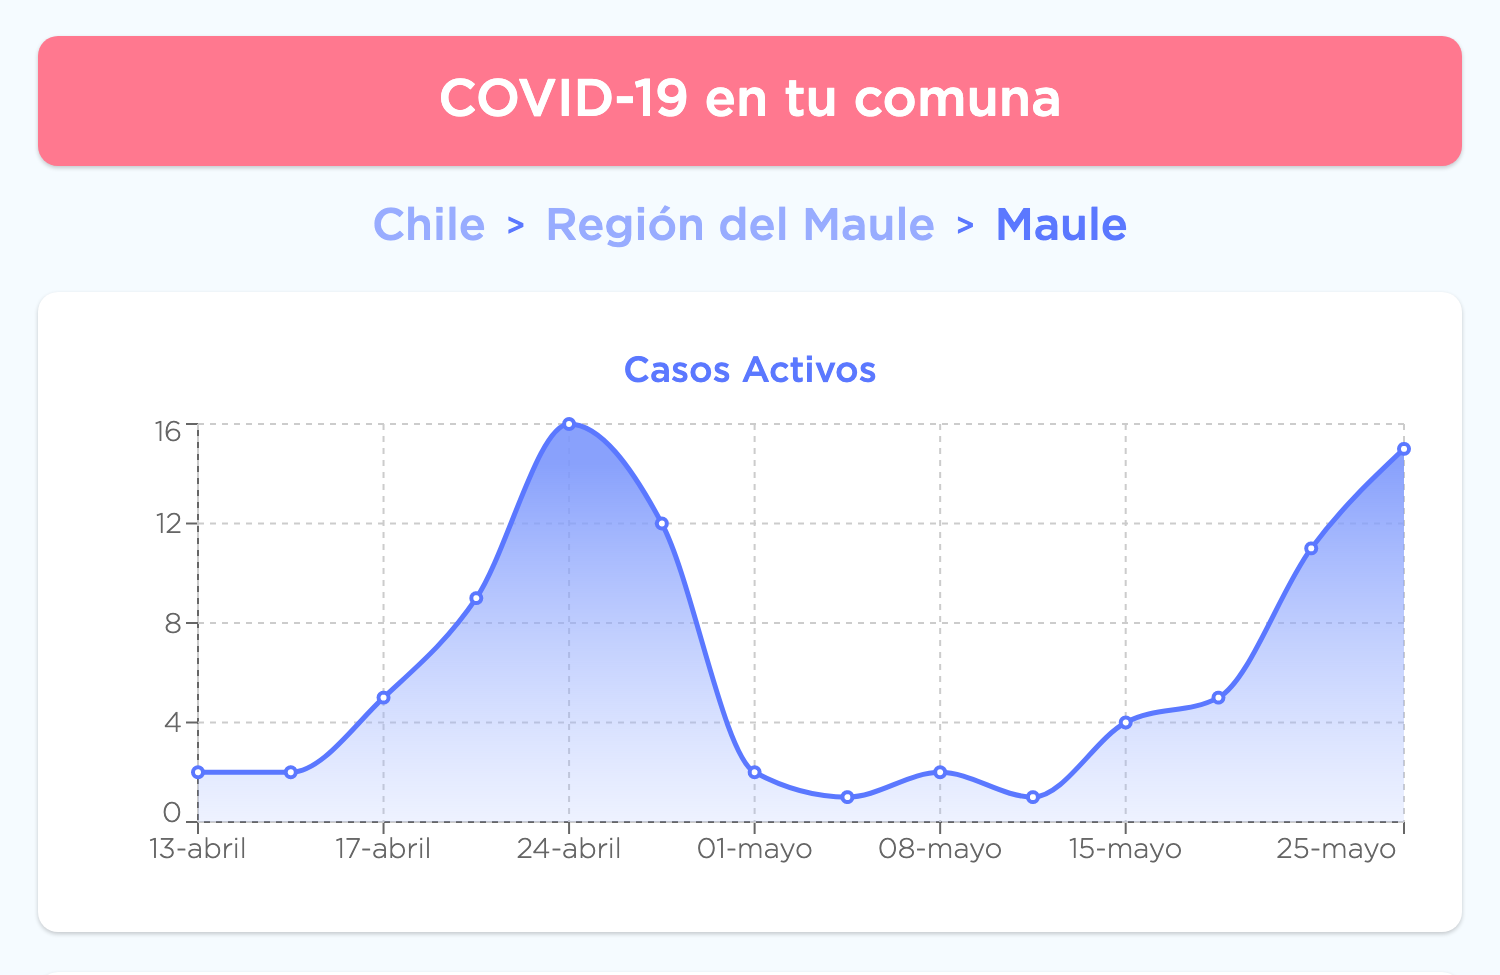 COVID-19 en tu comuna
Chile > Región del Maule > Maule
Casos Activos
16
12
8
4
0
13-abril 17-abril 24-abril 01-mayo 08-mayo 15-mayo 25-mayo